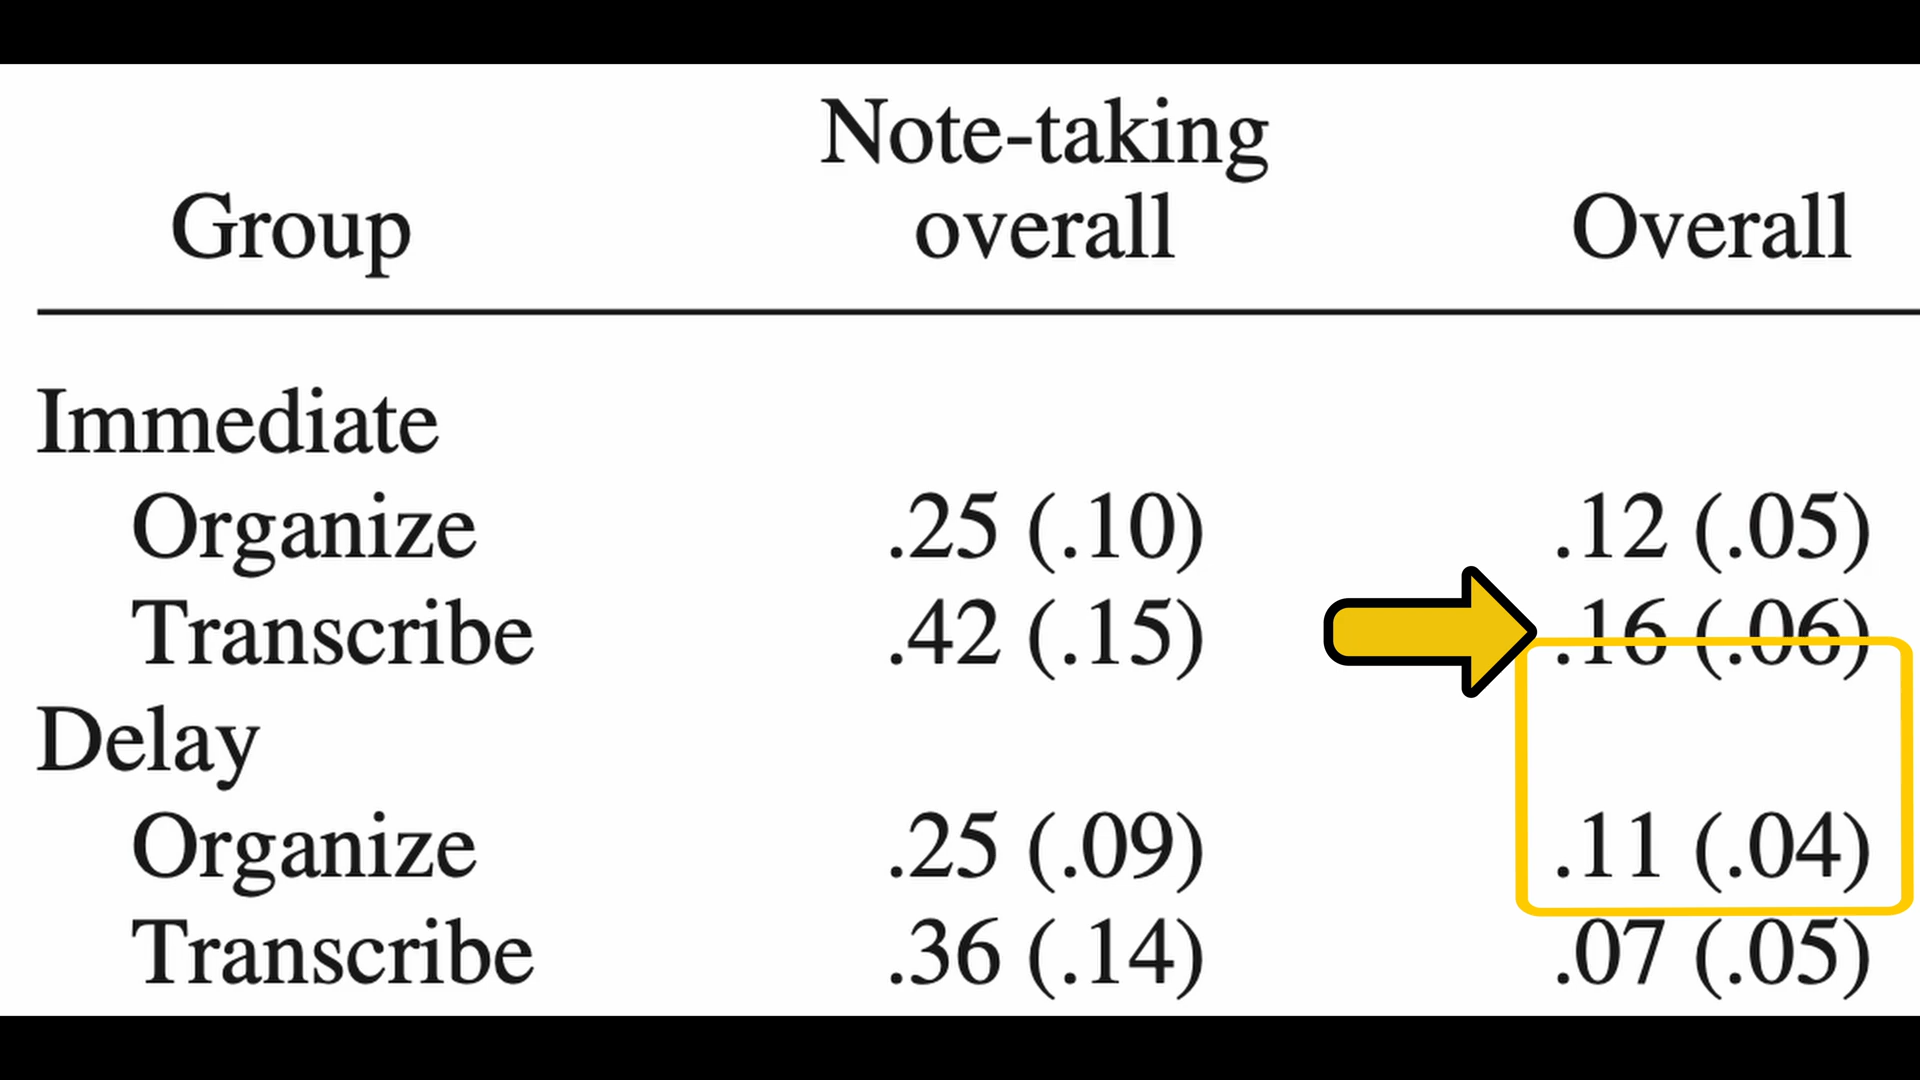 Note-taking
Group overall Overall
Immediate
Organize .25 (.10) .12 (.05)
Transcribe .42 (.15) .16 (.06)
Delay
Organize .25 (.09) .11 (.04)
Transcribe .36 (.14) .07 (.05)